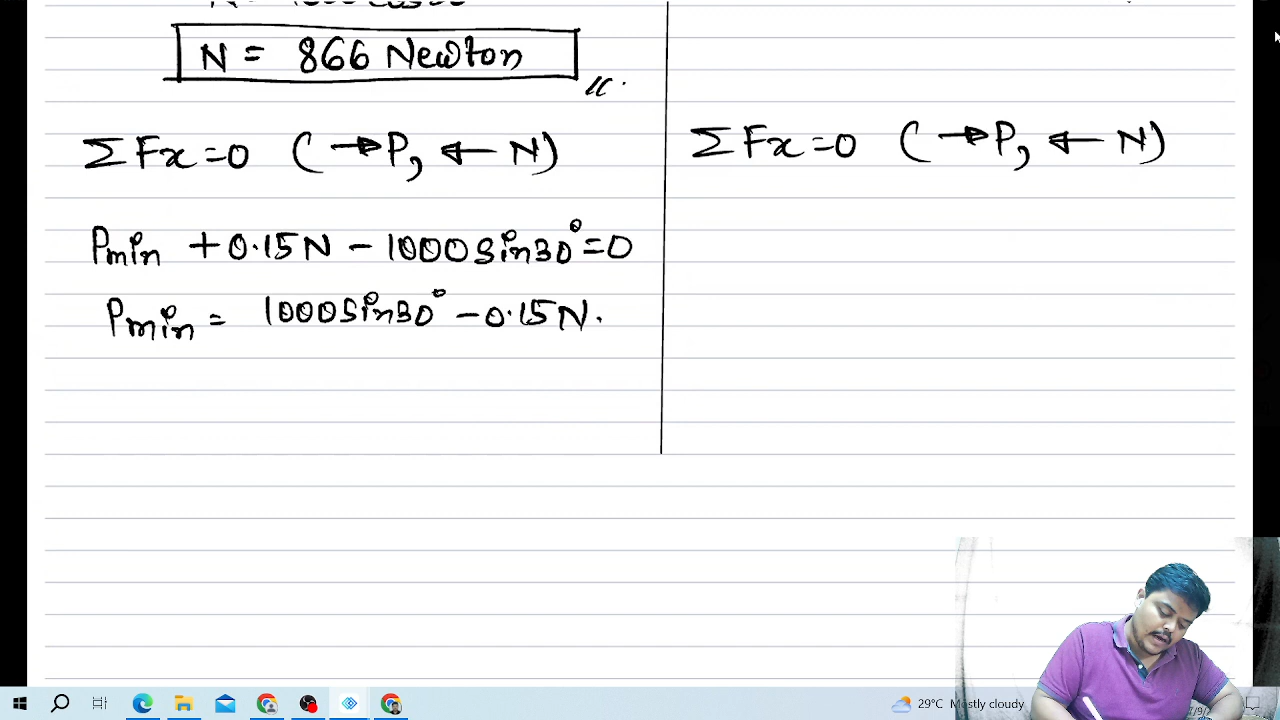 N = 866 Newton
ΣFx=0 (→P, ← N)
Pmin + 0.15N - 1000Sin30°=0
Pmin = 1000Sin30° - 0.15N.
ΣFx=0 (→P, ← N)
29°C Mostly cloudy